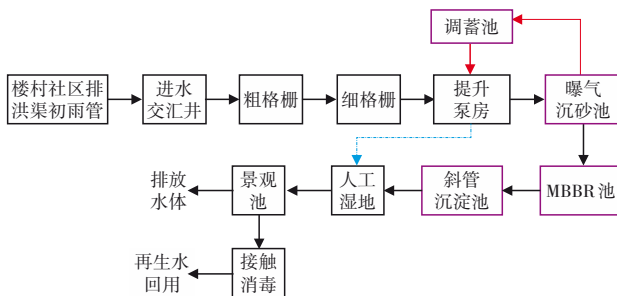 调蓄池
楼村社区排
洪渠初雨管
进水
交汇井
粗格栅
细格栅
提升
泵房
曝气
沉砂池
排放
水体
景观
池
人工
湿地
斜管
沉淀池
MBBR池
再生水
回用
接触
消毒